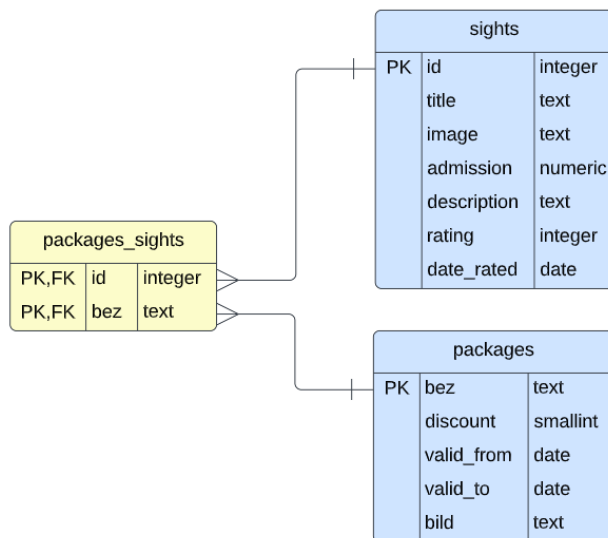 sights
PK id integer
title text
image text
admission numeric
description text
rating integer
date_rated date
packages_sights
PK,FK id integer
PK,FK bez text
packages
PK bez text
discount smallint
valid_from date
valid_to date
bild text